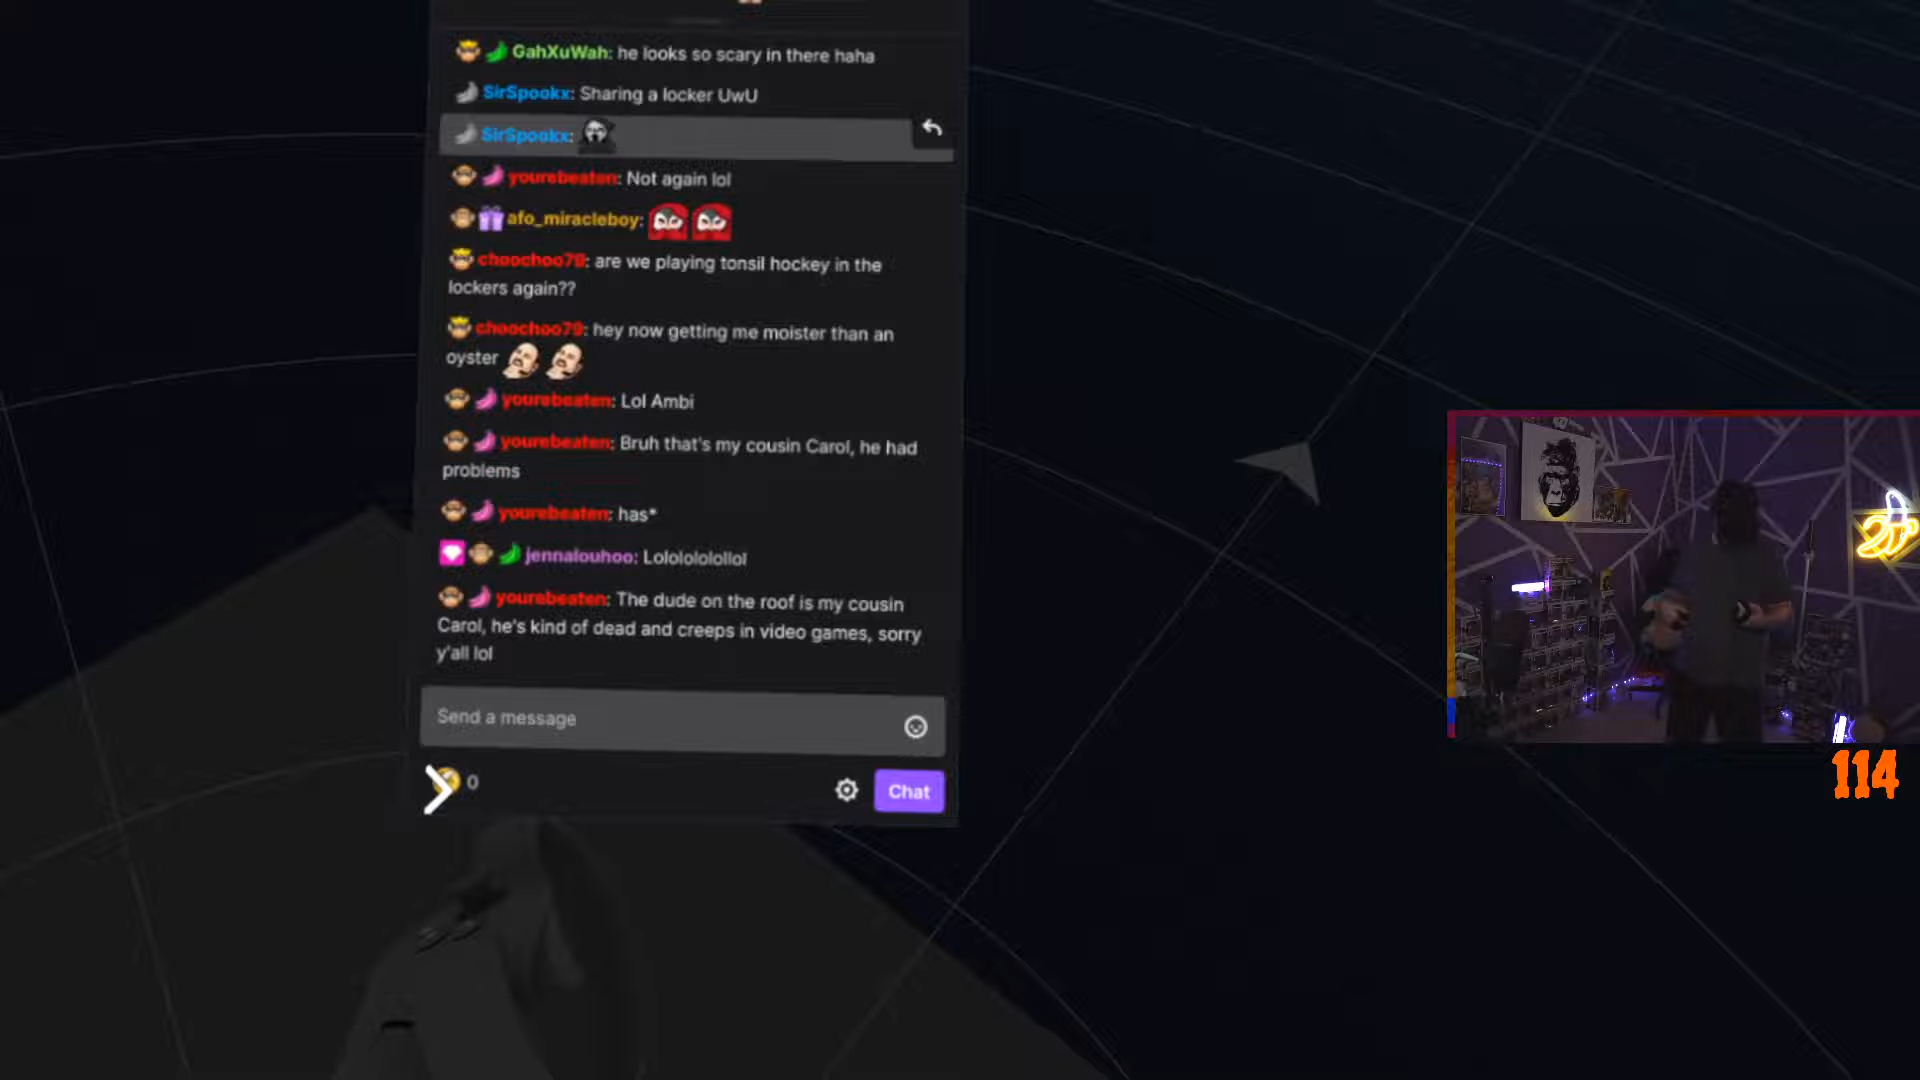 GahXuWah: he looks so scary in there haha
SirSpookx: Sharing a locker UwU
SirSpookx:
yourebeaten: Not again lol
afo_miracleboy:
choochoo79: are we playing tonsil hockey in the
lockers again??
choochoo79: hey now getting me moister than an
oyster
yourebeaten: Lol Ambi
yourebeaten: Bruh that's my cousin Carol, he had
problems
yourebeaten: has*
jennalouhoo: Lololololollol
yourebeaten: The dude on the roof is my cousin
Carol, he's kind of dead and creeps in video games, sorry
y'all lol
Send a message
0
Chat
114